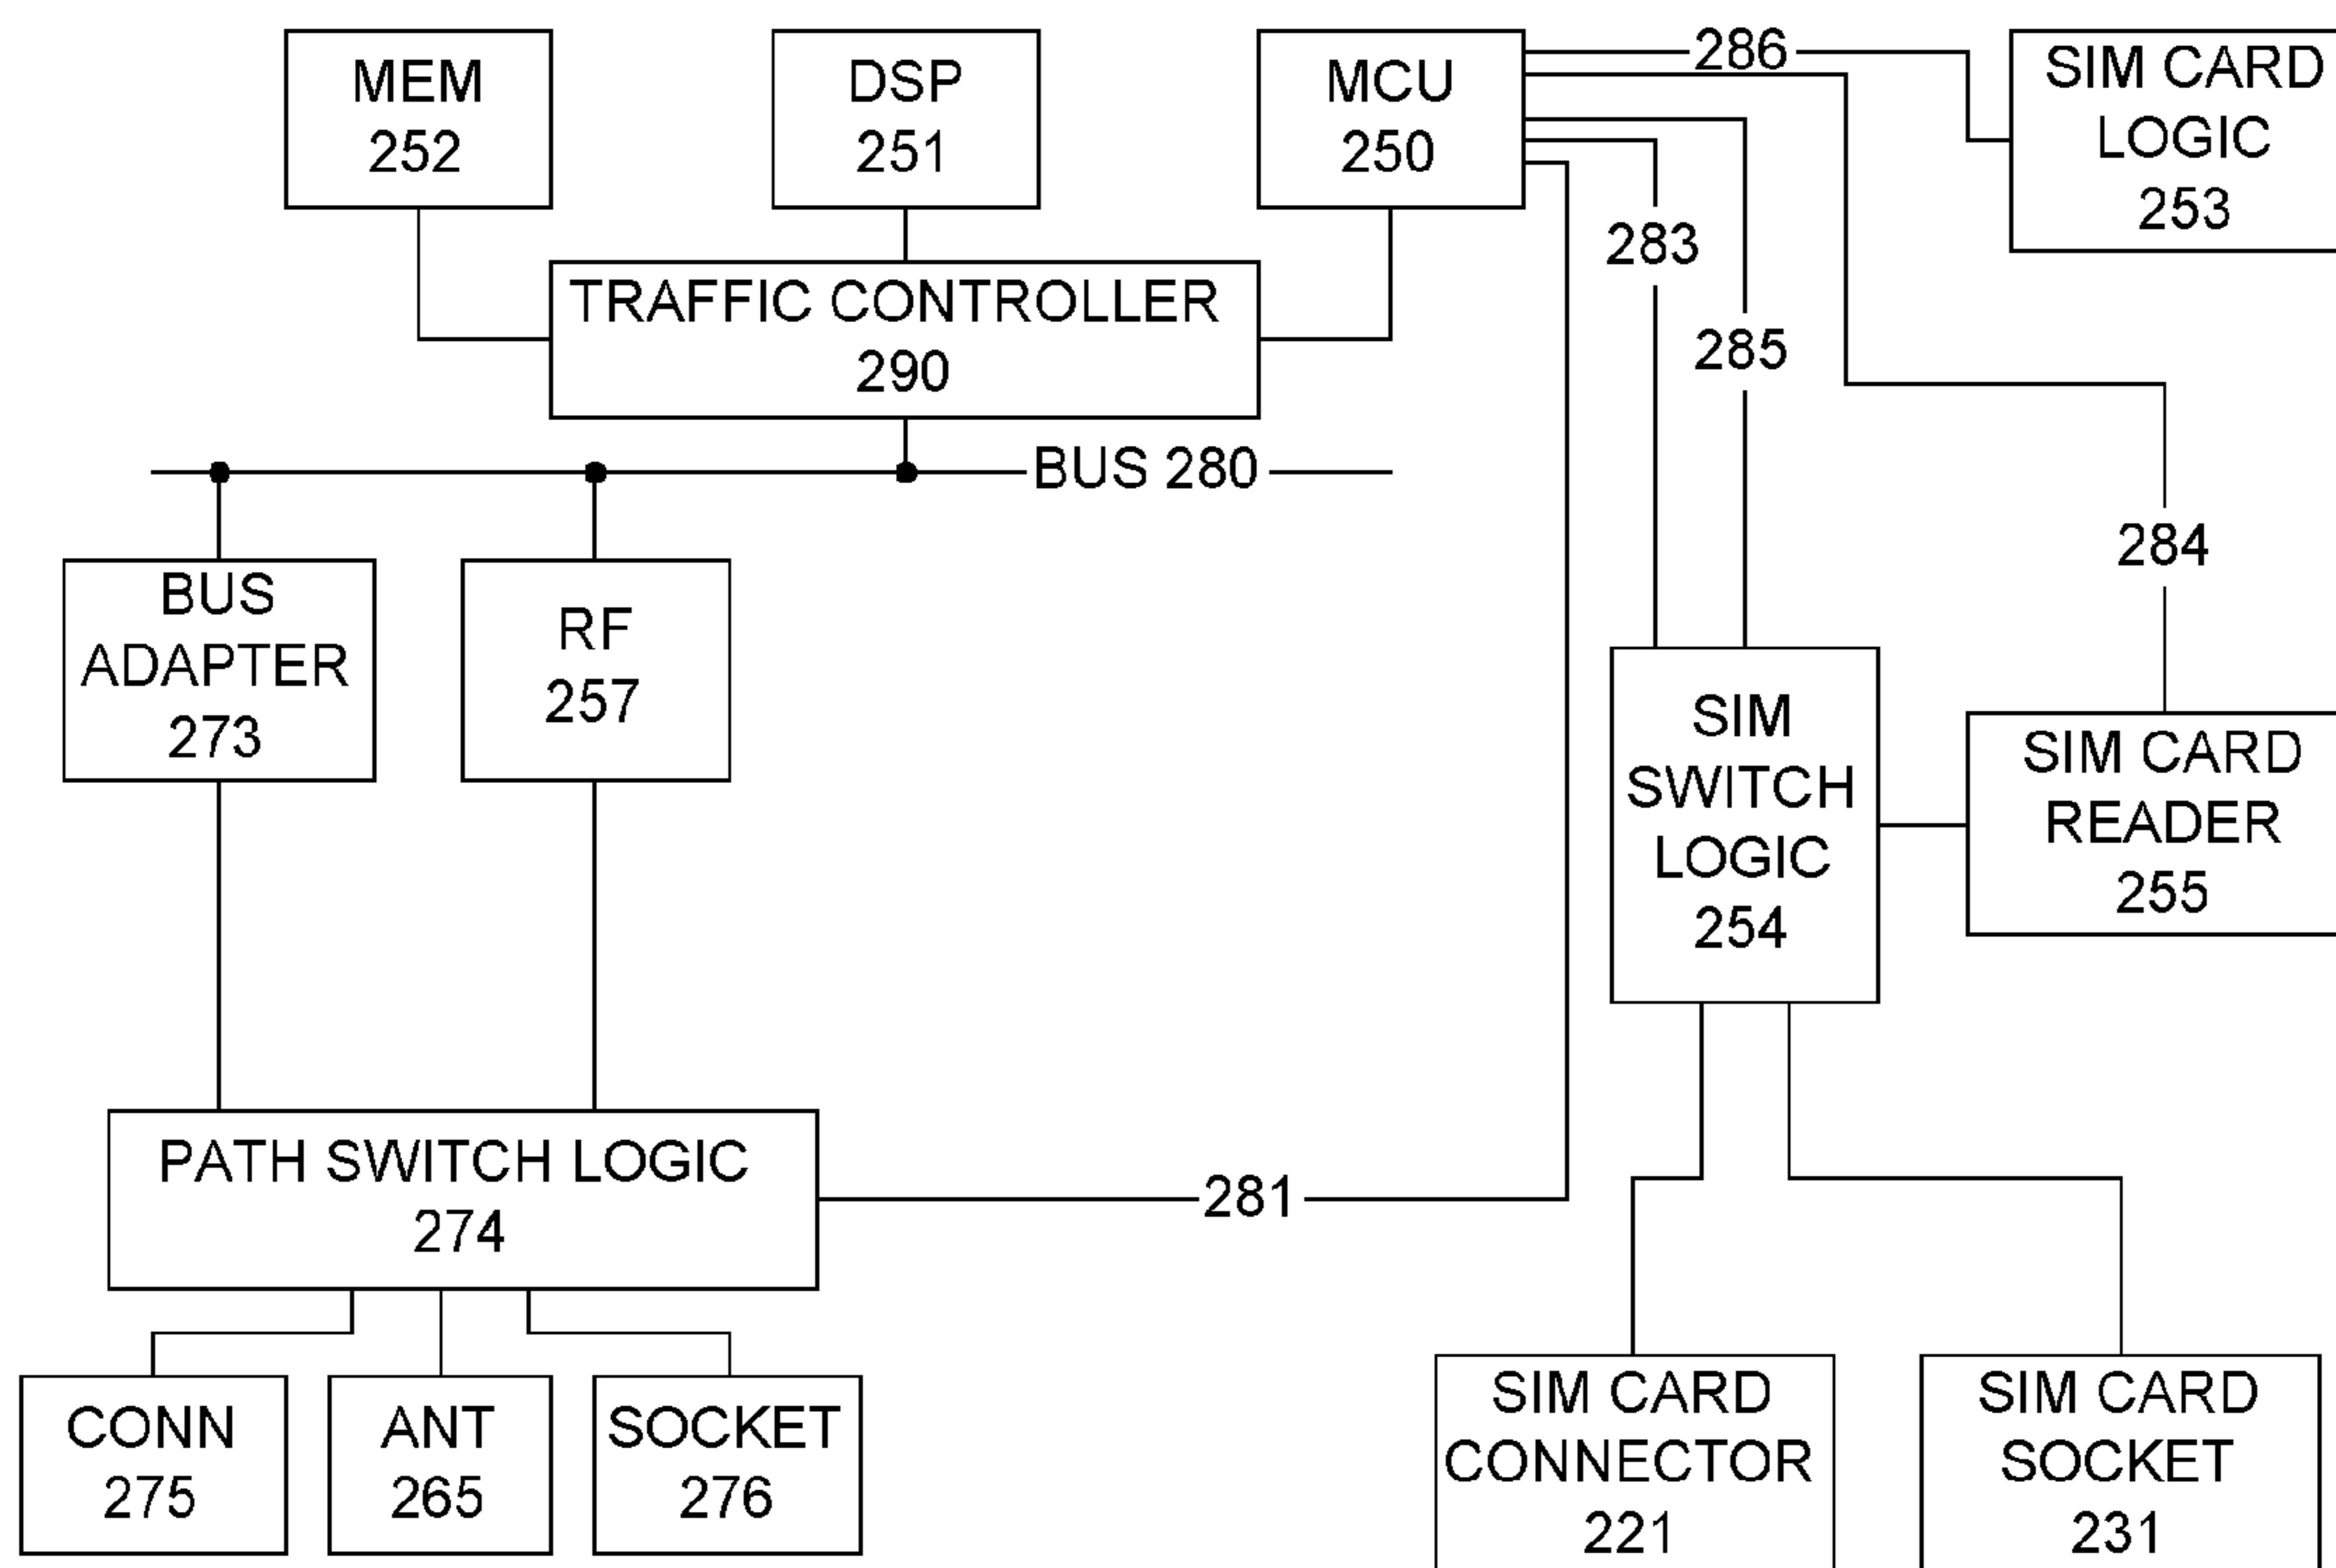 MEM
252
DSP
251
MCU
250
286
SIM CARD
LOGIC
253
TRAFFIC CONTROLLER
290
283
285
BUS 280
284
BUS
ADAPTER
273
RF
257
SIM
SWITCH
LOGIC
254
SIM CARD
READER
255
PATH SWITCH LOGIC
274
281
CONN
275
ANT
265
SOCKET
276
SIM CARD
CONNECTOR
221
SIM CARD
SOCKET
231